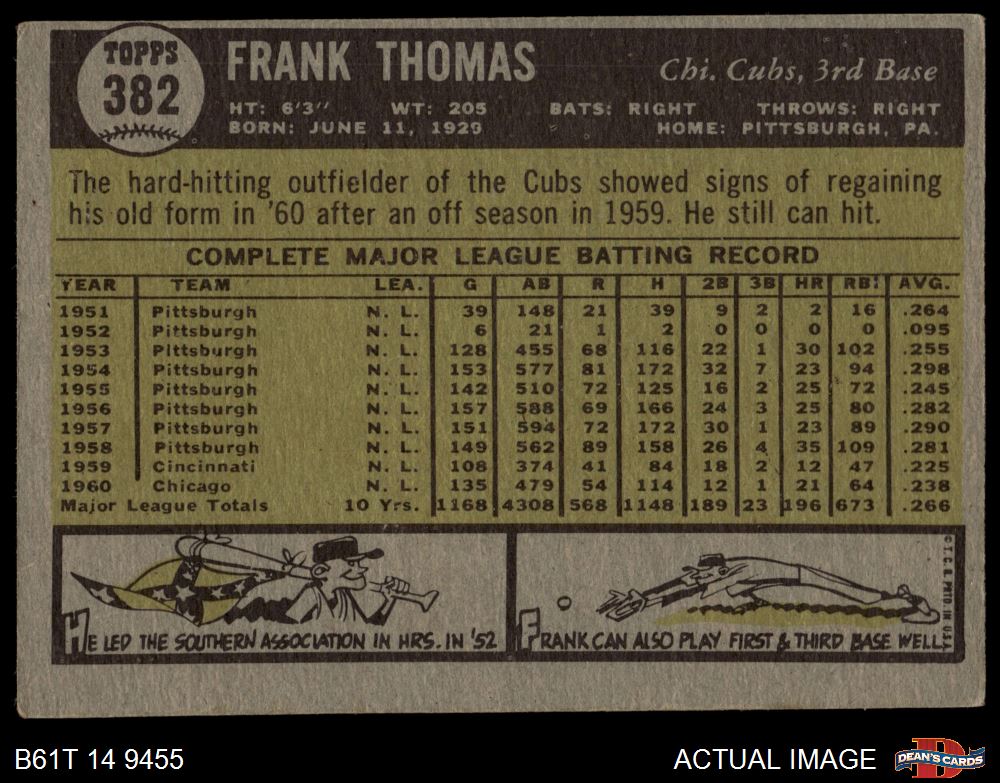 TOPPS
382
FRANK THOMAS
Chi. Cubs, 3rd Base
HT: 6'3" WT: 205 BATS: RIGHT THROWS: RIGHT
BORN: JUNE 11, 1929 HOME: PITTSBURGH, PA.
The hard-hitting outfielder of the Cubs showed signs of regaining
his old form in '60 after an off season in 1959. He still can hit.
COMPLETE MAJOR LEAGUE BATTING RECORD
YEAR TEAM LEA. G AB R H 2B 3B HR RBI AVG.
1951 Pittsburgh N. L. 39 148 21 39 9 2 2 16 .264
1952 Pittsburgh N. L. 6 21 1 2 0 0 0 0 .095
1953 Pittsburgh N. L. 128 455 68 116 22 1 30 102 .255
1954 Pittsburgh N. L. 153 577 81 172 32 7 23 94 .298
1955 Pittsburgh N. L. 142 510 72 125 16 2 25 72 .245
1956 Pittsburgh N. L. 157 588 69 166 24 3 25 80 .282
1957 Pittsburgh N. L. 151 594 72 172 30 1 23 89 .290
1958 Pittsburgh N. L. 149 562 89 158 26 4 35 109 .281
1959 Cincinnati N. L. 108 374 41 84 18 2 12 47 .225
1960 Chicago N. L. 135 479 54 114 12 1 21 64 .238
Major League Totals 10 Yrs. 1168 4308 568 1148 189 23 196 673 .266
HE LED THE SOUTHERN ASSOCIATION IN HRS. IN '52
FRANK CAN ALSO PLAY FIRST & THIRD BASE WELL!
© T. C. G. PRTD. IN U.S.A.
B61T 14 9455
ACTUAL IMAGE
D
DEAN'S CARDS